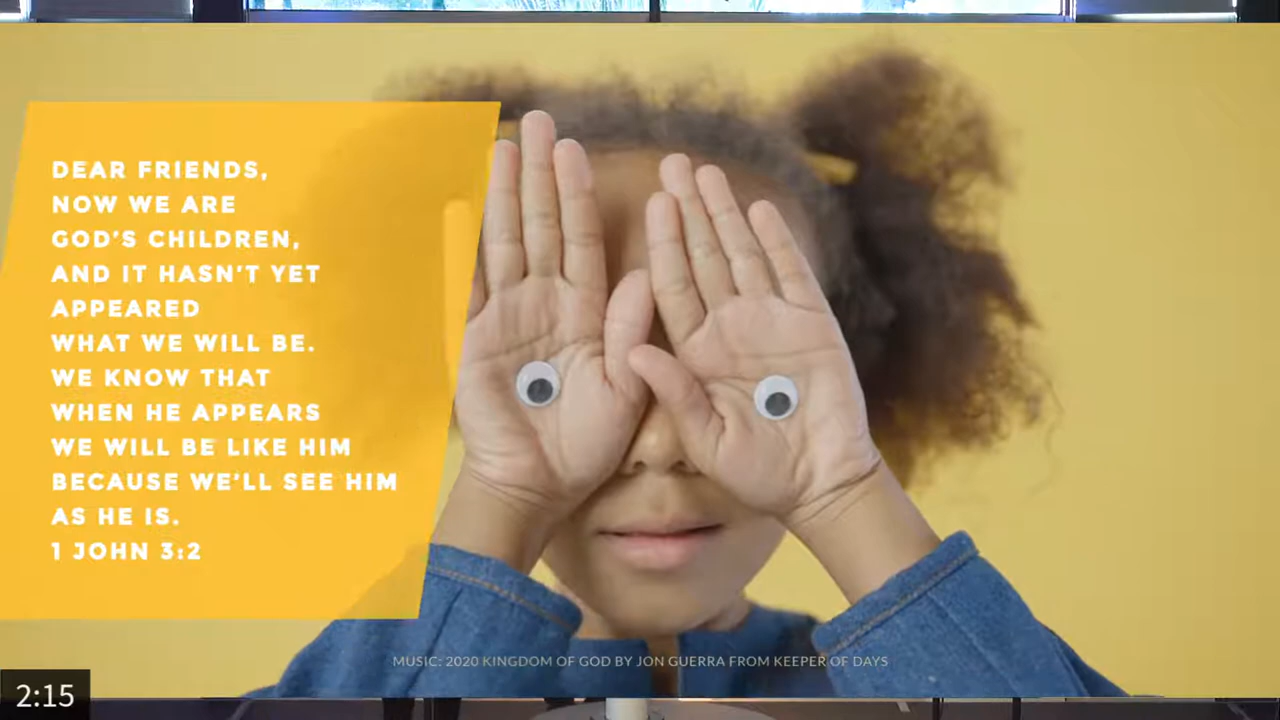 DEAR FRIENDS,
NOW WE ARE
GOD'S CHILDREN,
AND IT HASN'T YET
APPEARED
WHAT WE WILL BE.
WE KNOW THAT
WHEN HE APPEARS
WE WILL BE LIKE HIM
BECAUSE WE'LL SEE HIM
AS HE IS.
1 JOHN 3:2
MUSIC: 2020 KINGDOM OF GOD BY JON GUERRA FROM KEEPER OF DAYS
2:15